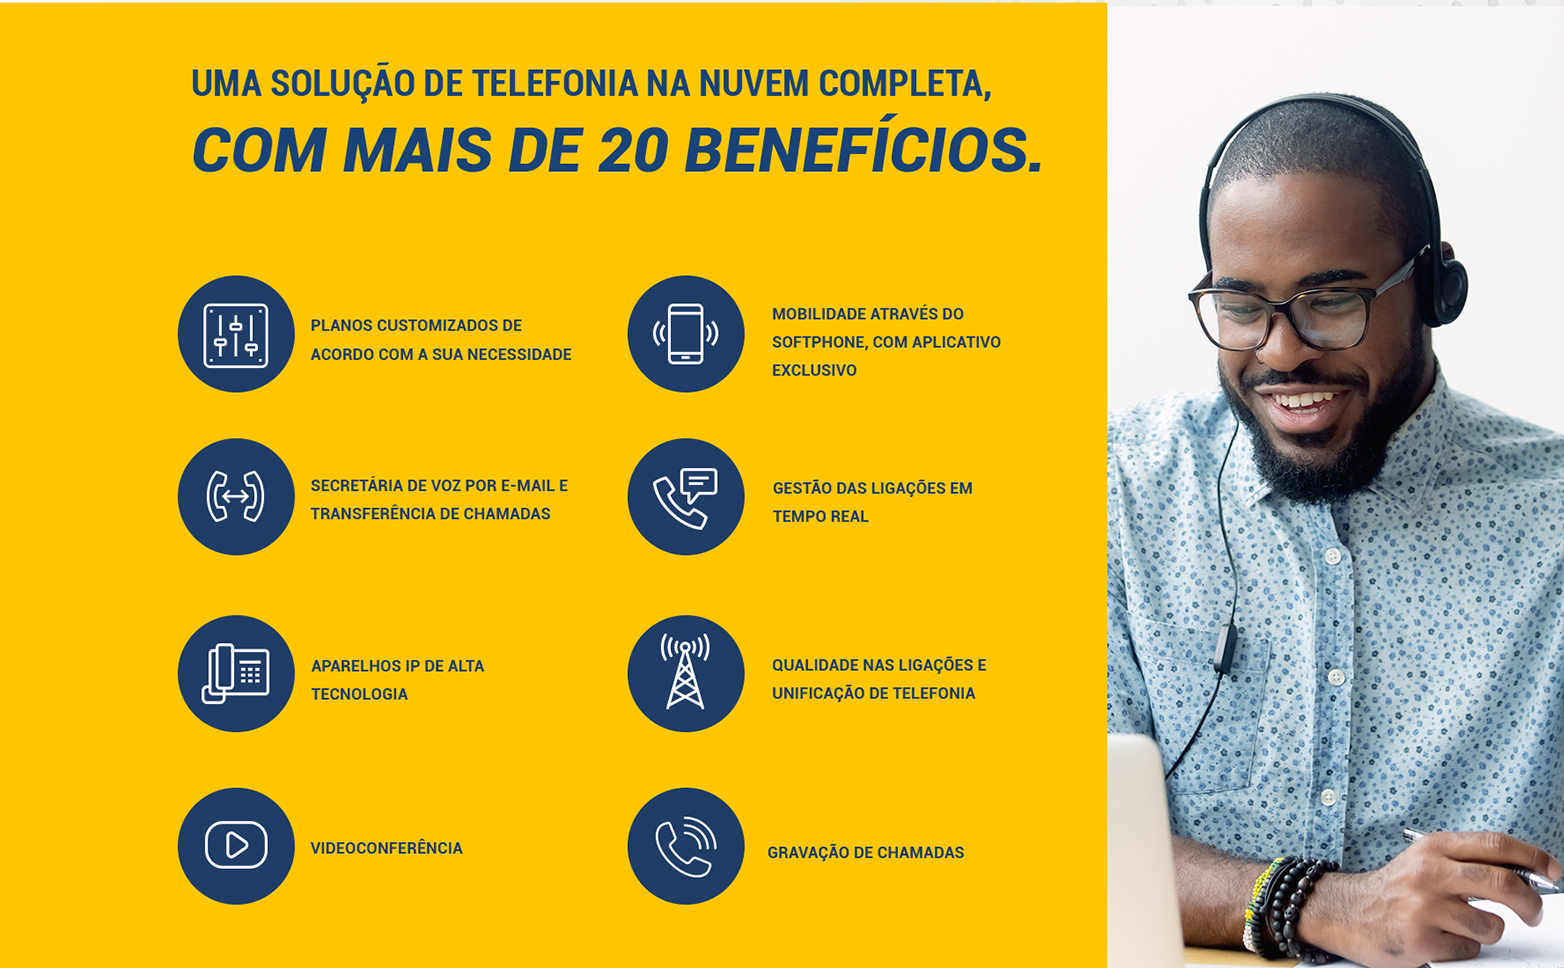 UMA SOLUÇÃO DE TELEFONIA NA NUVEM COMPLETA,
COM MAIS DE 20 BENEFÍCIOS.
PLANOS CUSTOMIZADOS DE
ACORDO COM A SUA NECESSIDADE
MOBILIDADE ATRAVÉS DO
SOFTPHONE, COM APLICATIVO
EXCLUSIVO
SECRETÁRIA DE VOZ POR E-MAIL E
TRANSFERÊNCIA DE CHAMADAS
GESTÃO DAS LIGAÇÕES EM
TEMPO REAL
APARELHOS IP DE ALTA
TECNOLOGIA
QUALIDADE NAS LIGAÇÕES E
UNIFICAÇÃO DE TELEFONIA
VIDEOCONFERÊNCIA
GRAVAÇÃO DE CHAMADAS